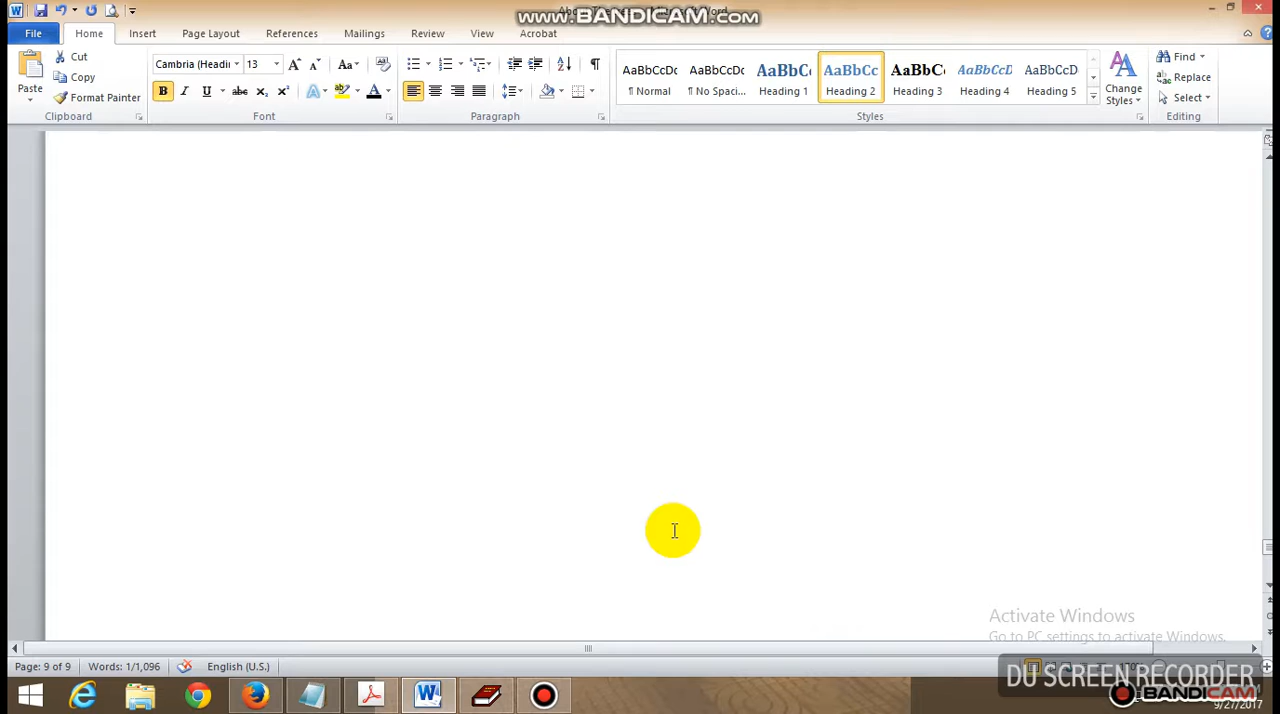 WWW.BANDICAM.COM
File Home Insert Page Layout References Mailings Review View Acrobat
Paste
Cut
Copy
Format Painter
Clipboard
Cambria (Headi 13
Font
Paragraph
AaBbCcDc AaBbCcDc AaBbC AaBbCc AaBbC AaBbCcD AaBbCcD
¶ Normal ¶ No Spaci... Heading 1 Heading 2 Heading 3 Heading 4 Heading 5
Change Styles
Styles
Find
Replace
Select
Editing
Activate Windows
Go to PC settings to activate Windows.
Page: 9 of 9 Words: 1/1,096 English (U.S.)
DU SCREEN RECORDER
BANDICAM
9/27/2017